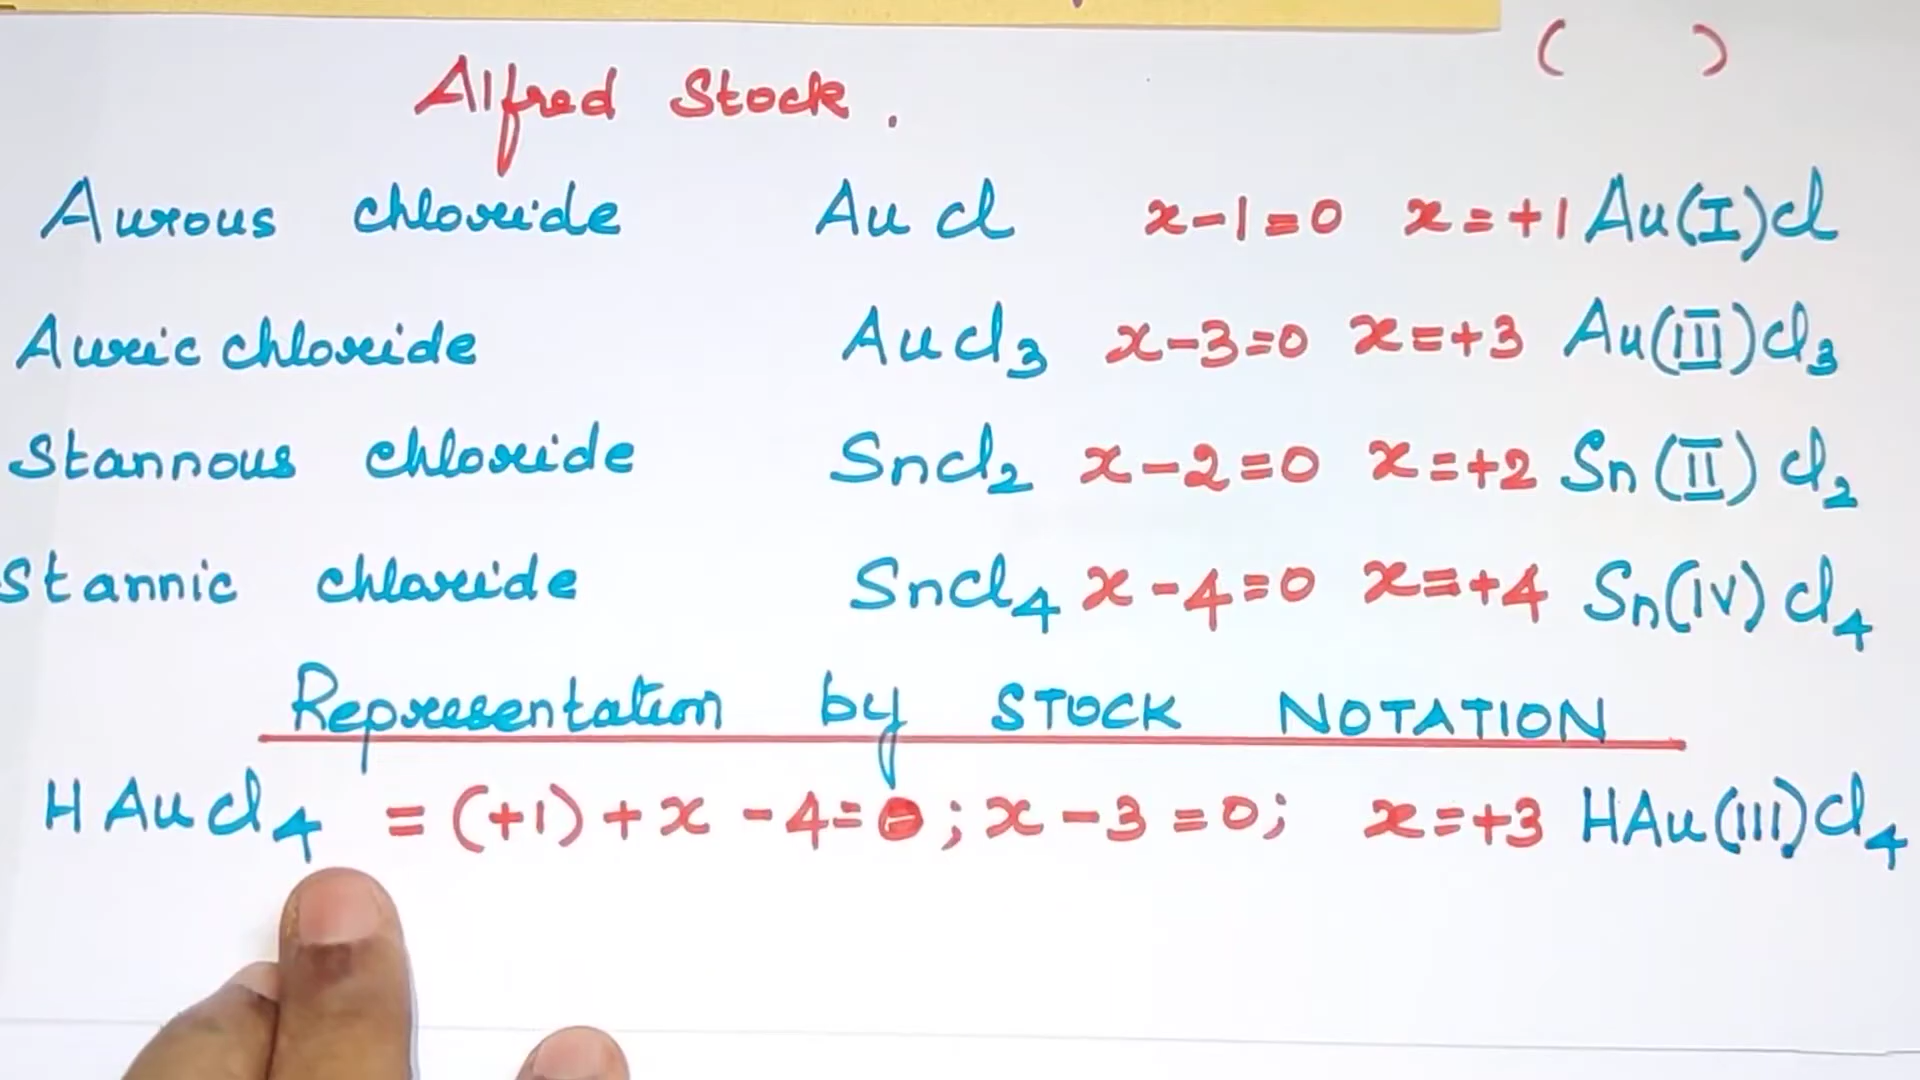 ( )
Alfred Stock.
Aurous chloride Au Cl x-1=0 x=+1 Au(I)Cl
Auric chloride AuCl3 x-3=0 x=+3 Au(III)Cl3
Stannous chloride SnCl2 x-2=0 x=+2 Sn(II)Cl2
Stannic chloride SnCl4 x-4=0 x=+4 Sn(IV)Cl4
Representation by STOCK NOTATION
HAuCl4 = (+1)+x-4=0; x-3=0; x=+3 HAu(III)Cl4